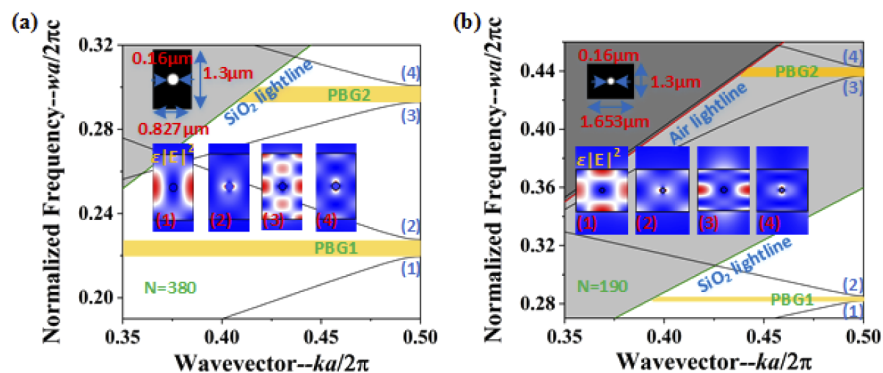 (a)
Normalized Frequency--wa/2πc
0.32
0.28
0.24
0.20
0.16μm
1.3μm
0.827μm
SiO2 lightline
PBG2
(4)
(3)
ε|E|
(1)
(2)
(3)
(4)
(2)
PBG1
(1)
N=380
0.35
0.40
0.45
0.50
Wavevector--ka/2π
(b)
Normalized Frequency--wa/2πc
0.44
0.40
0.36
0.32
0.28
0.16μm
1.3μm
1.653μm
Air lightline
PBG2
(4)
(3)
ε|E|²
(1)
(2)
(3)
(4)
SiO₂ lightline
(2)
PBG1
(1)
N=190
0.35
0.40
0.45
0.50
Wavevector--ka/2π